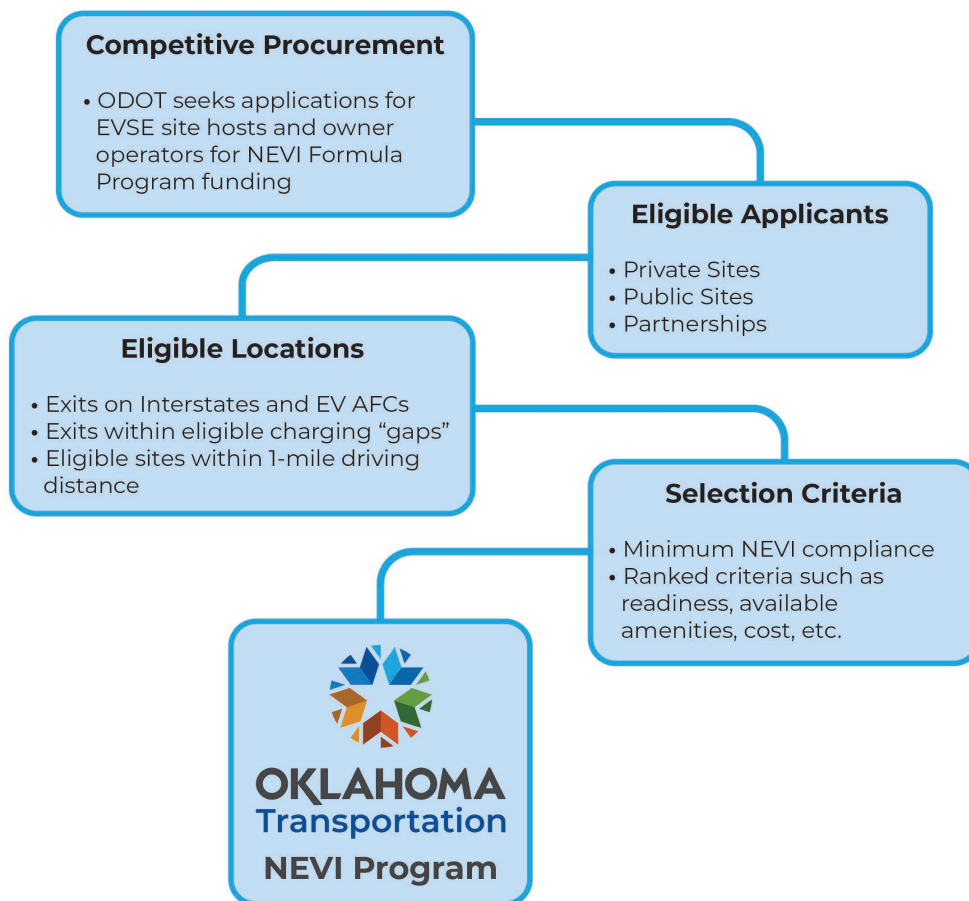 Competitive Procurement
• ODOT seeks applications for
EVSE site hosts and owner
operators for NEVI Formula
Program funding
Eligible Applicants
• Private Sites
• Public Sites
• Partnerships
Eligible Locations
• Exits on Interstates and EV AFCs
• Exits within eligible charging “gaps”
• Eligible sites within 1-mile driving
distance
Selection Criteria
• Minimum NEVI compliance
• Ranked criteria such as
readiness, available
amenities, cost, etc.
OKLAHOMA
Transportation
NEVI Program